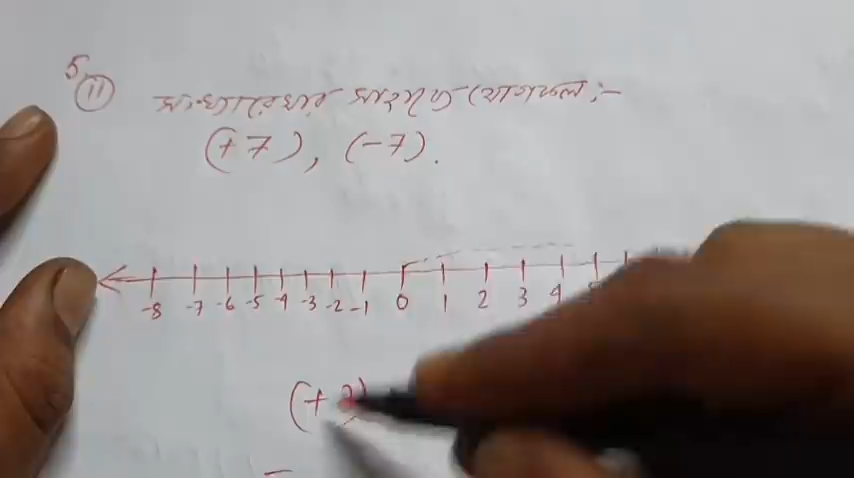 5. (ii) সংখ্যারেখার সাহায্যে যোগফল :-
(+7), (-7).
-8 -7 -6 -5 -4 -3 -2 -1 0 1 2 3 4